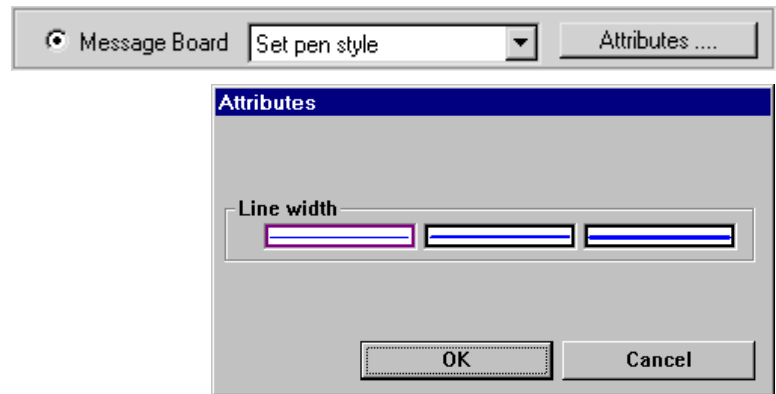 Message Board Set pen style Attributes ....
Attributes
Line width
OK Cancel